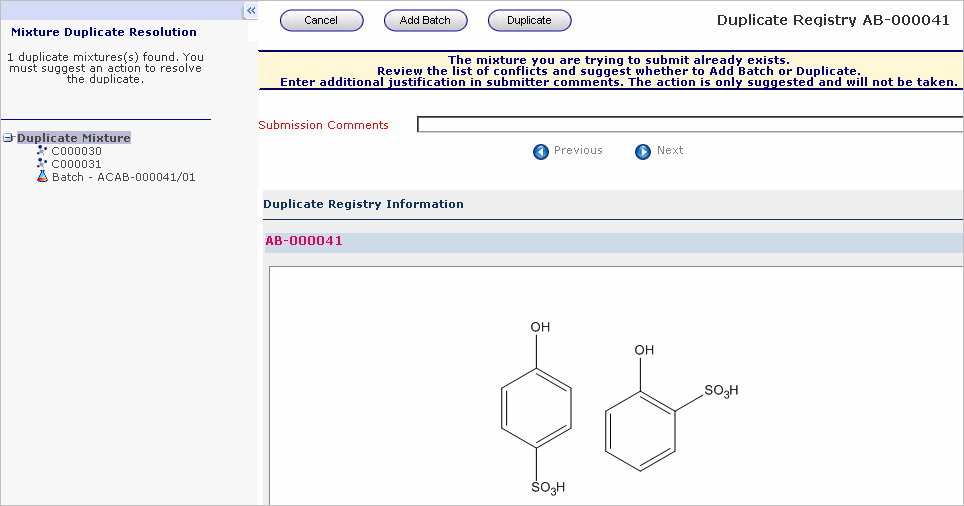 «
Cancel
Add Batch
Duplicate
Duplicate Registry AB-000041
Mixture Duplicate Resolution
1 duplicate mixtures(s) found. You
must suggest an action to resolve
the duplicate.
The mixture you are trying to submit already exists.
Review the list of conflicts and suggest whether to Add Batch or Duplicate.
Enter additional justification in submitter comments. The action is only suggested and will not be taken.
Duplicate Mixture
C000030
C000031
Batch - ACAB-000041/01
Submission Comments
Previous
Next
Duplicate Registry Information
AB-000041
OH
OH
SO3H
SO3H